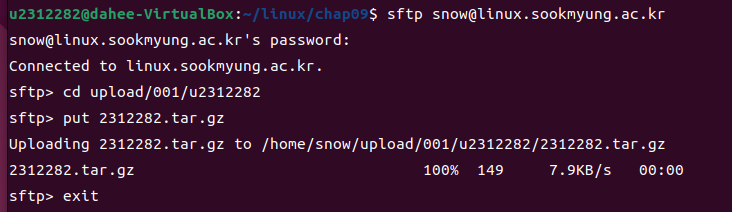 u2312282@dahee-VirtualBox:~/linux/chap09$ sftp snow@linux.sookmyung.ac.kr
snow@linux.sookmyung.ac.kr's password:
Connected to linux.sookmyung.ac.kr.
sftp> cd upload/001/u2312282
sftp> put 2312282.tar.gz
Uploading 2312282.tar.gz to /home/snow/upload/001/u2312282/2312282.tar.gz
2312282.tar.gz 100% 149 7.9KB/s 00:00
sftp> exit